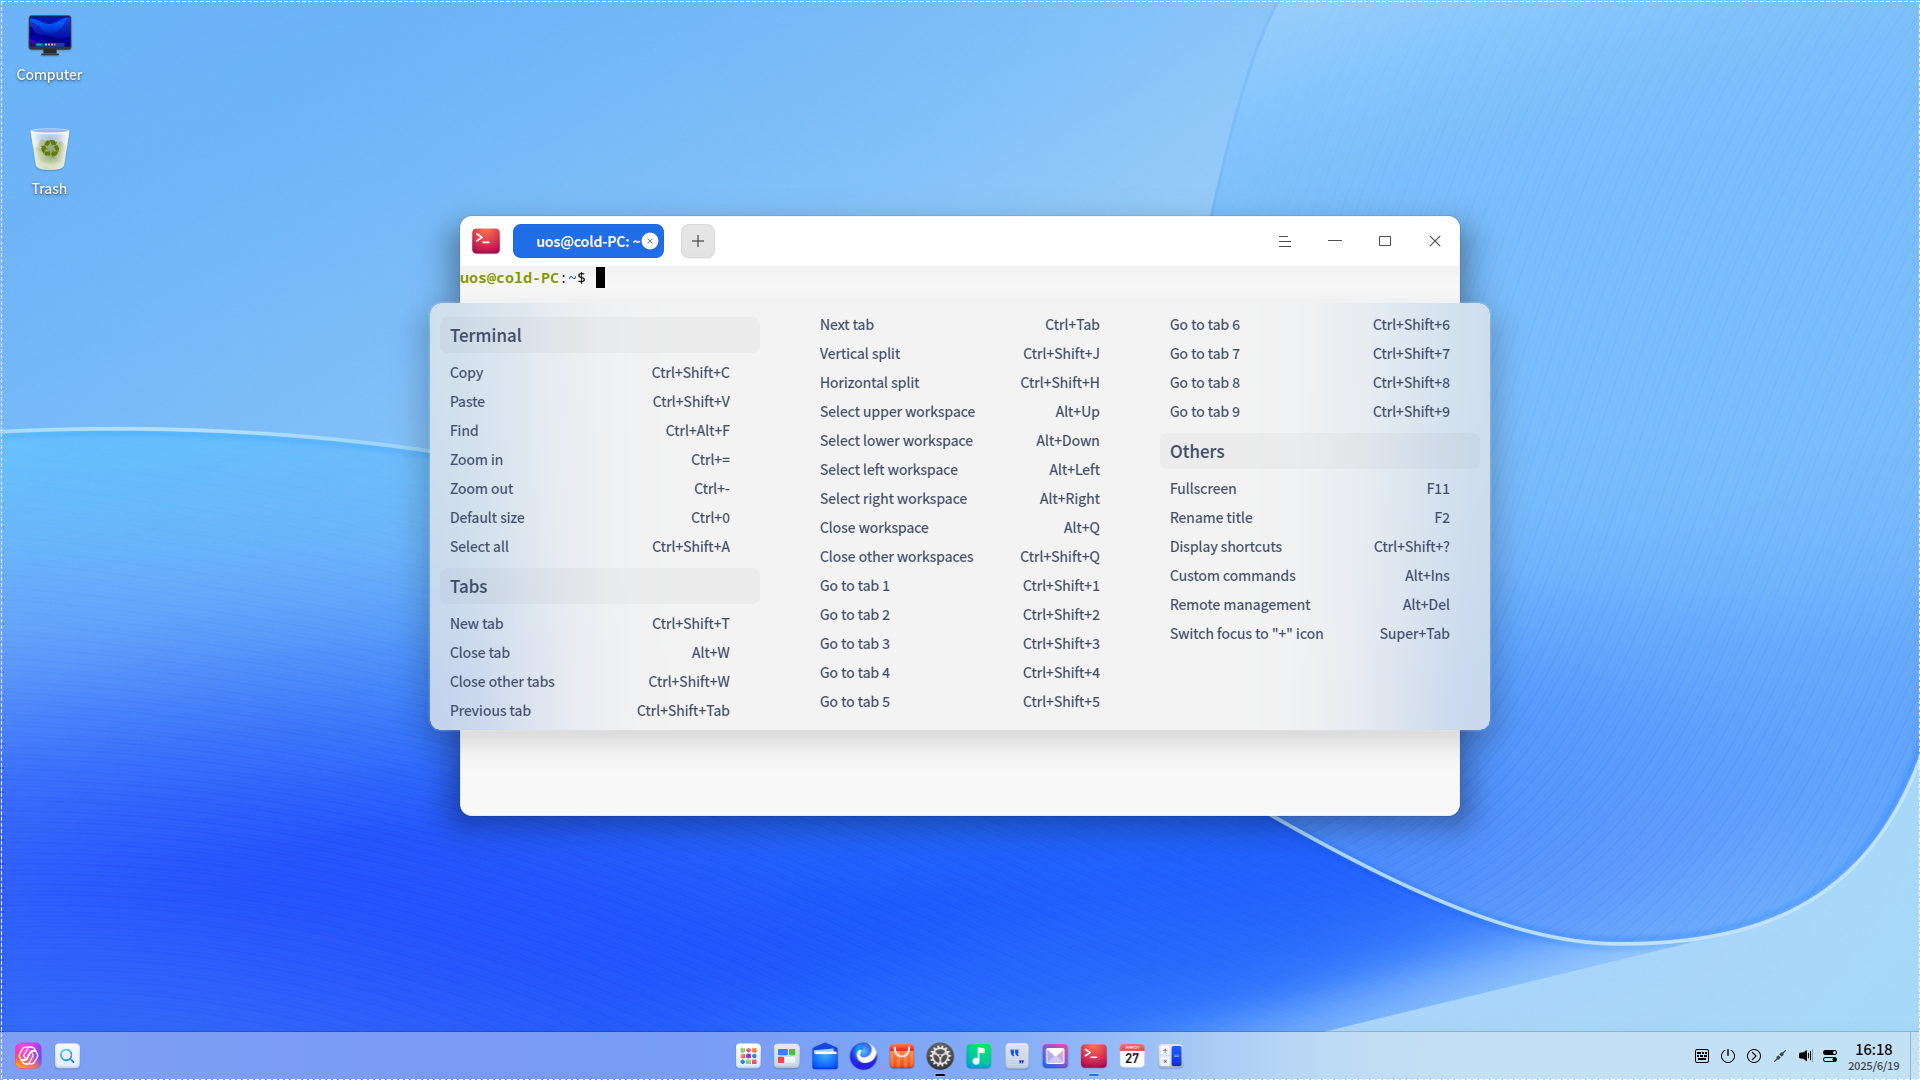 Computer
Trash
uos@cold-PC: ~
uos@cold-PC:~$
Terminal
Copy Ctrl+Shift+C
Paste Ctrl+Shift+V
Find Ctrl+Alt+F
Zoom in Ctrl+=
Zoom out Ctrl+-
Default size Ctrl+0
Select all Ctrl+Shift+A
Tabs
New tab Ctrl+Shift+T
Close tab Alt+W
Close other tabs Ctrl+Shift+W
Previous tab Ctrl+Shift+Tab
Next tab Ctrl+Tab
Vertical split Ctrl+Shift+J
Horizontal split Ctrl+Shift+H
Select upper workspace Alt+Up
Select lower workspace Alt+Down
Select left workspace Alt+Left
Select right workspace Alt+Right
Close workspace Alt+Q
Close other workspaces Ctrl+Shift+Q
Go to tab 1 Ctrl+Shift+1
Go to tab 2 Ctrl+Shift+2
Go to tab 3 Ctrl+Shift+3
Go to tab 4 Ctrl+Shift+4
Go to tab 5 Ctrl+Shift+5
Go to tab 6 Ctrl+Shift+6
Go to tab 7 Ctrl+Shift+7
Go to tab 8 Ctrl+Shift+8
Go to tab 9 Ctrl+Shift+9
Others
Fullscreen F11
Rename title F2
Display shortcuts Ctrl+Shift+?
Custom commands Alt+Ins
Remote management Alt+Del
Switch focus to "+" icon Super+Tab
27
16:18
2025/6/19